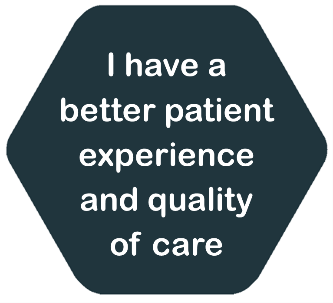 I have a
better patient
experience
and quality
of care